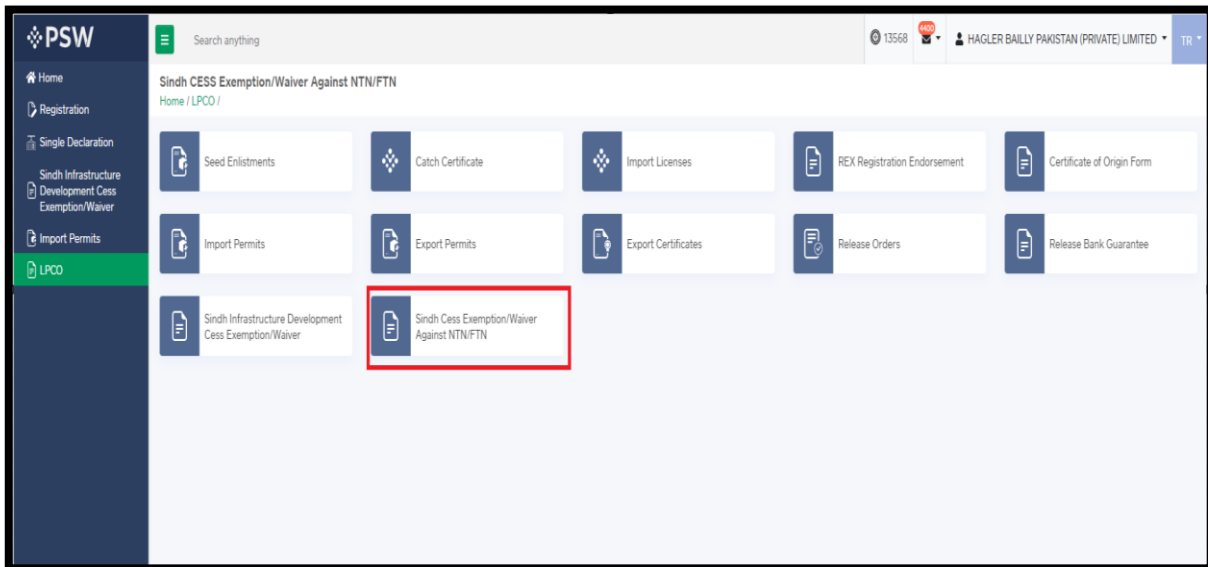 PSW
Search anything
13568
4400
HAGLER BAILLY PAKISTAN (PRIVATE) LIMITED
TR
Home
Registration
Single Declaration
Sindh Infrastructure
Development Cess
Exemption/Waiver
Import Permits
LPCO
Sindh CESS Exemption/Waiver Against NTN/FTN
Home / LPCO /
Seed Enlistments
Catch Certificate
Import Licenses
REX Registration Endorsement
Certificate of Origin Form
Import Permits
Export Permits
Export Certificates
Release Orders
Release Bank Guarantee
Sindh Infrastructure Development
Cess Exemption/Waiver
Sindh Cess Exemption/Waiver
Against NTN/FTN